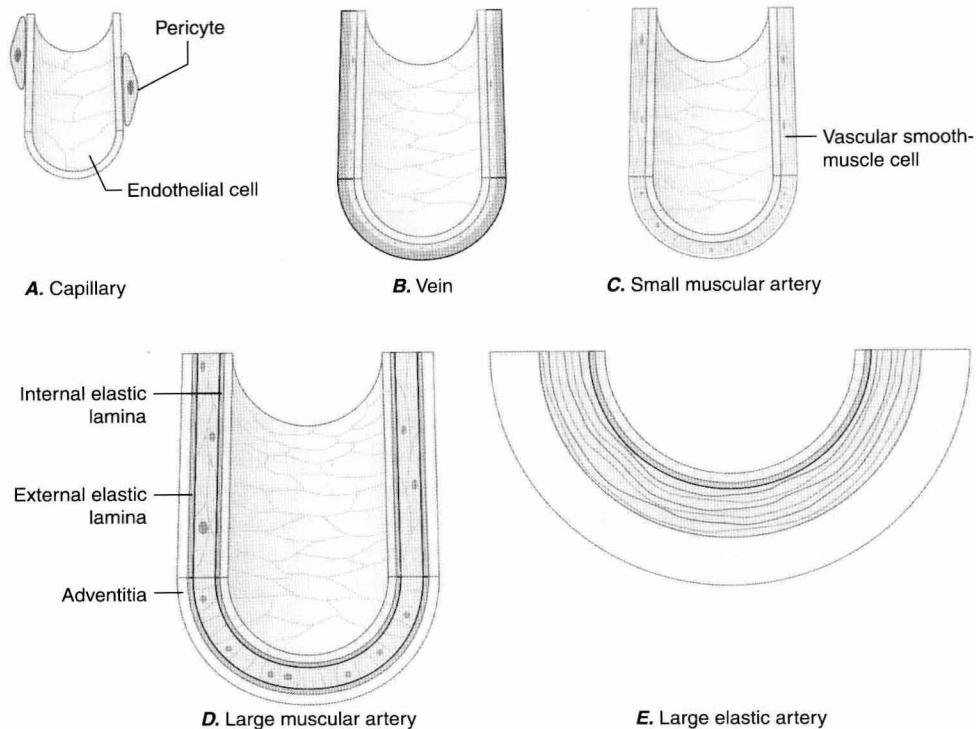 Pericyte
Endothelial cell
A. Capillary
B. Vein
Vascular smooth-
muscle cell
C. Small muscular artery
Internal elastic
lamina
External elastic
lamina
Adventitia
D. Large muscular artery
E. Large elastic artery